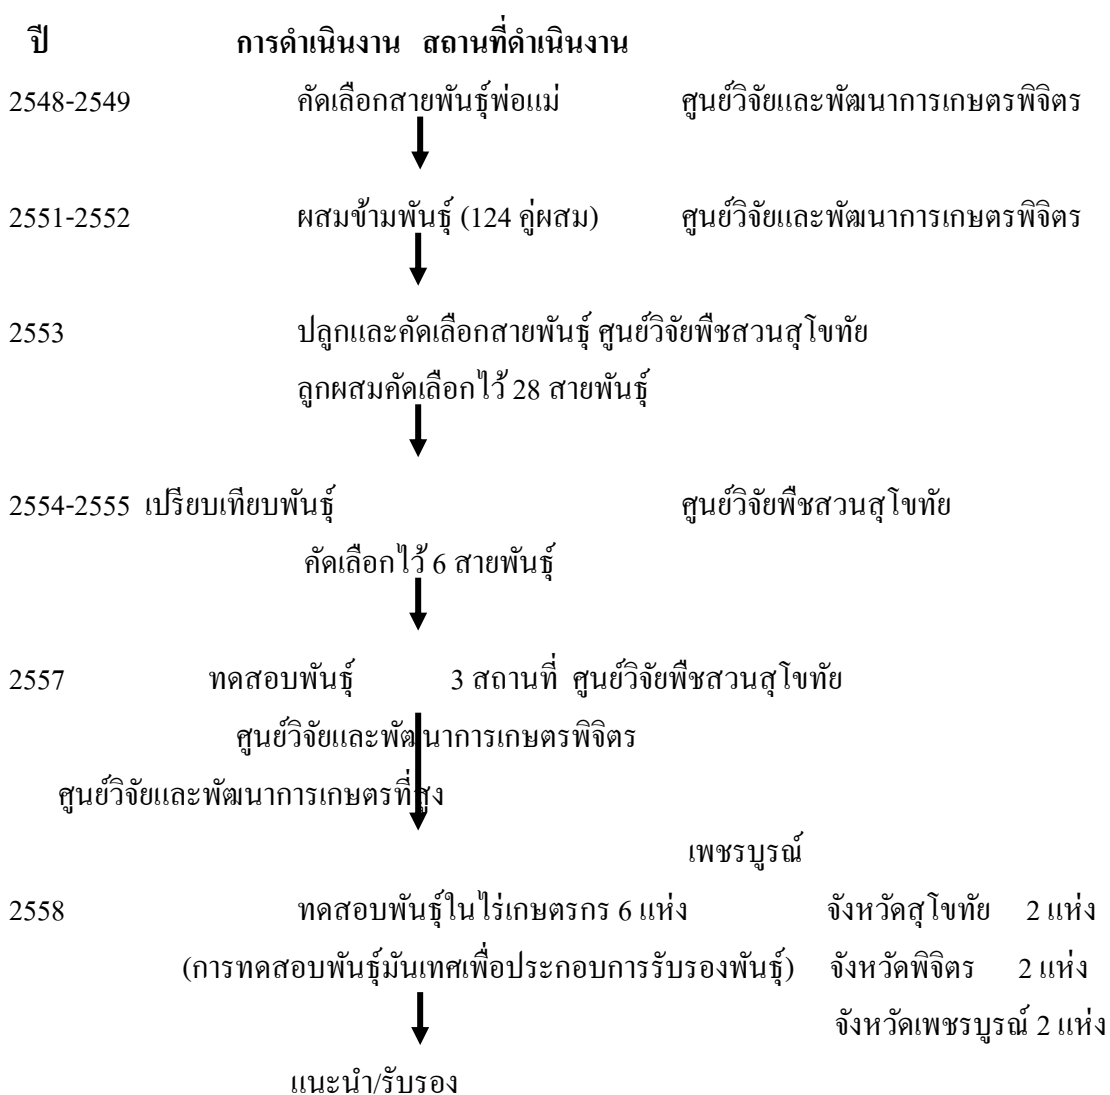 ปี การดำเนินงาน สถานที่ดำเนินงาน
2548-2549 คัดเลือกสายพันธุ์พ่อแม่ ศูนย์วิจัยและพัฒนาการเกษตรพิจิตร
2551-2552 ผสมข้ามพันธุ์ (124 คู่ผสม) ศูนย์วิจัยและพัฒนาการเกษตรพิจิตร
2553 ปลูกและคัดเลือกสายพันธุ์ ศูนย์วิจัยพืชสวนสุโขทัย
ลูกผสมคัดเลือกไว้ 28 สายพันธุ์
2554-2555 เปรียบเทียบพันธุ์ ศูนย์วิจัยพืชสวนสุโขทัย
คัดเลือกไว้ 6 สายพันธุ์
2557 ทดสอบพันธุ์ 3 สถานที่ ศูนย์วิจัยพืชสวนสุโขทัย
ศูนย์วิจัยและพัฒนาการเกษตรพิจิตร
ศูนย์วิจัยและพัฒนาการเกษตรที่สูง
เพชรบูรณ์
2558 ทดสอบพันธุ์ในไร่เกษตรกร 6 แห่ง จังหวัดสุโขทัย 2 แห่ง
(การทดสอบพันธุ์มันเทศเพื่อประกอบการรับรองพันธุ์) จังหวัดพิจิตร 2 แห่ง
จังหวัดเพชรบูรณ์ 2 แห่ง
แนะนำ/รับรอง